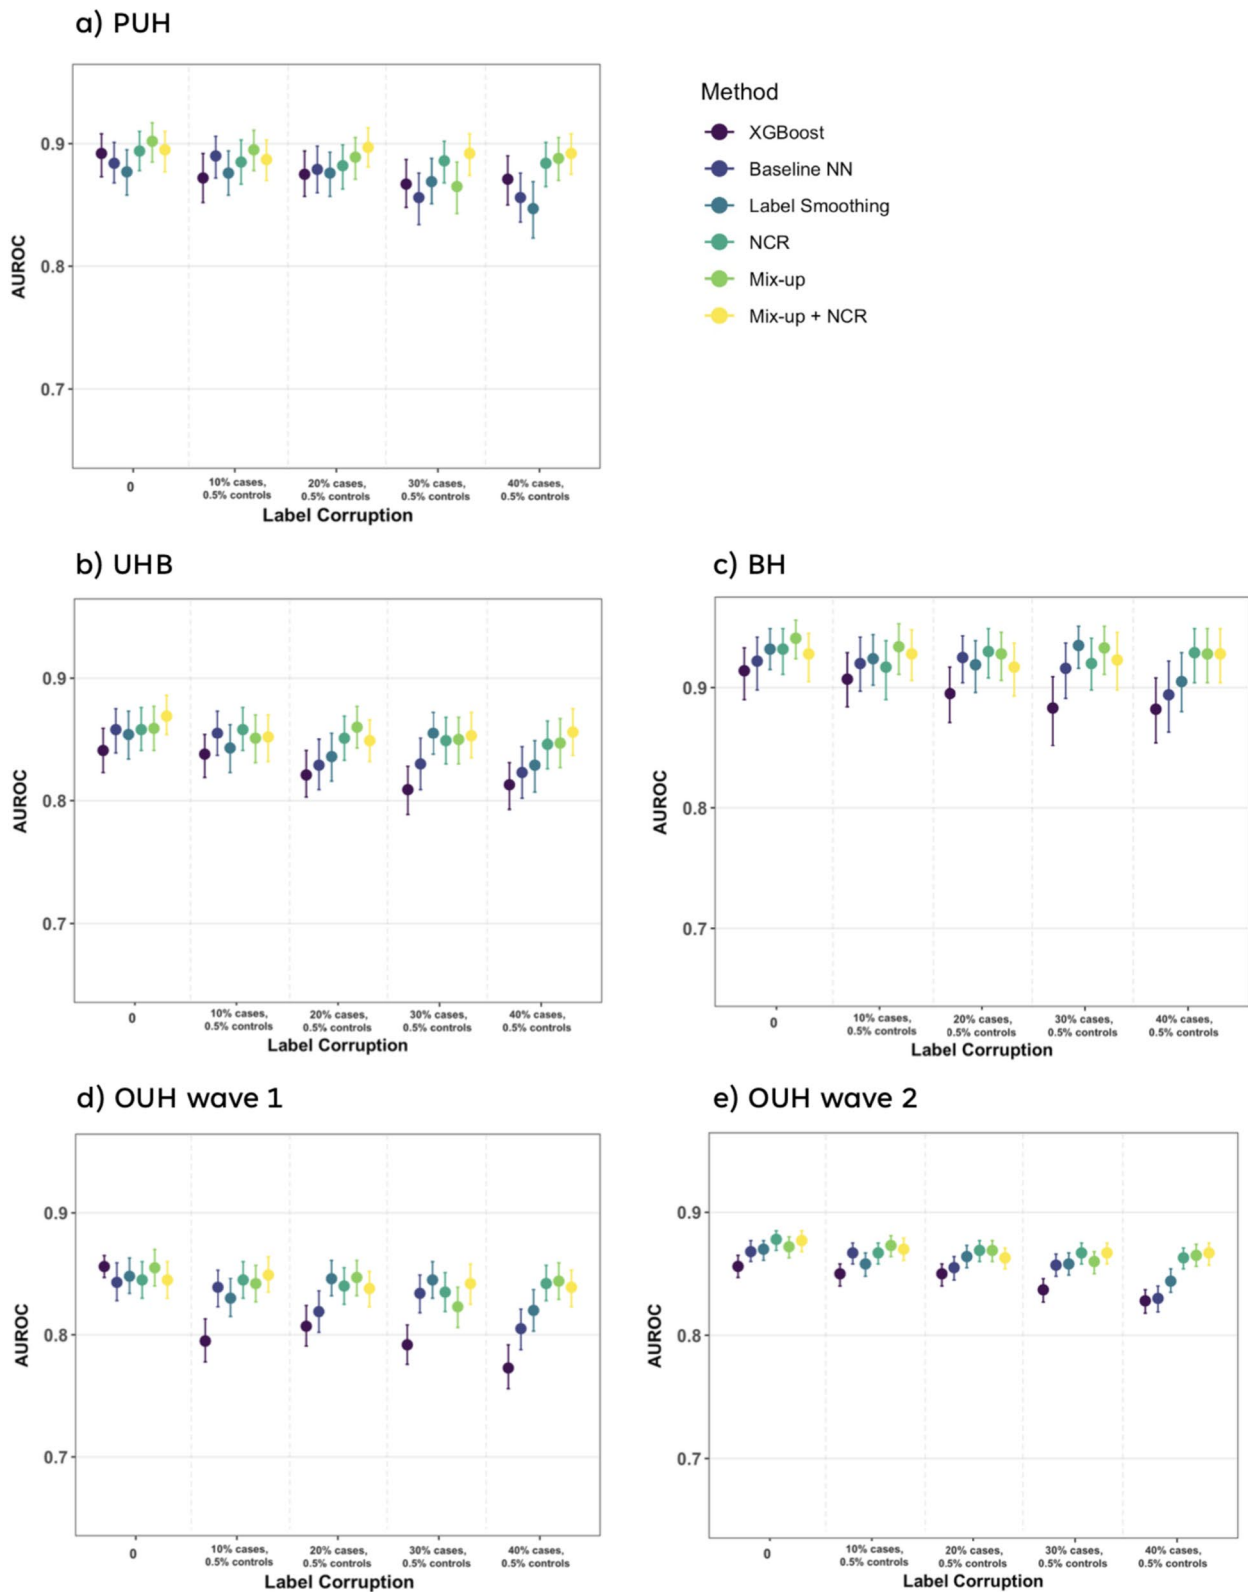 a) PUH
Method
XGBoost
Baseline NN
Label Smoothing
NCR
Mix-up
Mix-up + NCR
AUROC
0.9
0.8
0.7
0
10% cases,
0.5% controls
20% cases,
0.5% controls
30% cases,
0.5% controls
40% cases,
0.5% controls
Label Corruption
b) UHB
AUROC
0.9
0.8
0.7
0
10% cases,
0.5% controls
20% cases,
0.5% controls
30% cases,
0.5% controls
40% cases,
0.5% controls
Label Corruption
c) BH
AUROC
0.9
0.8
0.7
0
10% cases,
0.5% controls
20% cases,
0.5% controls
30% cases,
0.5% controls
40% cases,
0.5% controls
Label Corruption
d) OUH wave 1
AUROC
0.9
0.8
0.7
0
10% cases,
0.5% controls
20% cases,
0.5% controls
30% cases,
0.5% controls
40% cases,
0.5% controls
Label Corruption
e) OUH wave 2
AUROC
0.9
0.8
0.7
0
10% cases,
0.5% controls
20% cases,
0.5% controls
30% cases,
0.5% controls
40% cases,
0.5% controls
Label Corruption